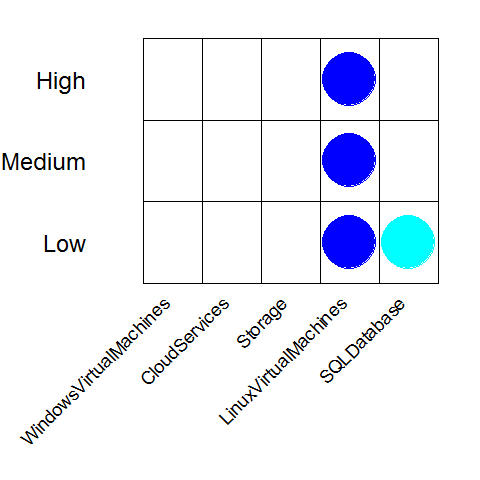 High
Medium
Low
WindowsVirtualMachines
CloudServices
Storage
LinuxVirtualMachines
SQLDatabase